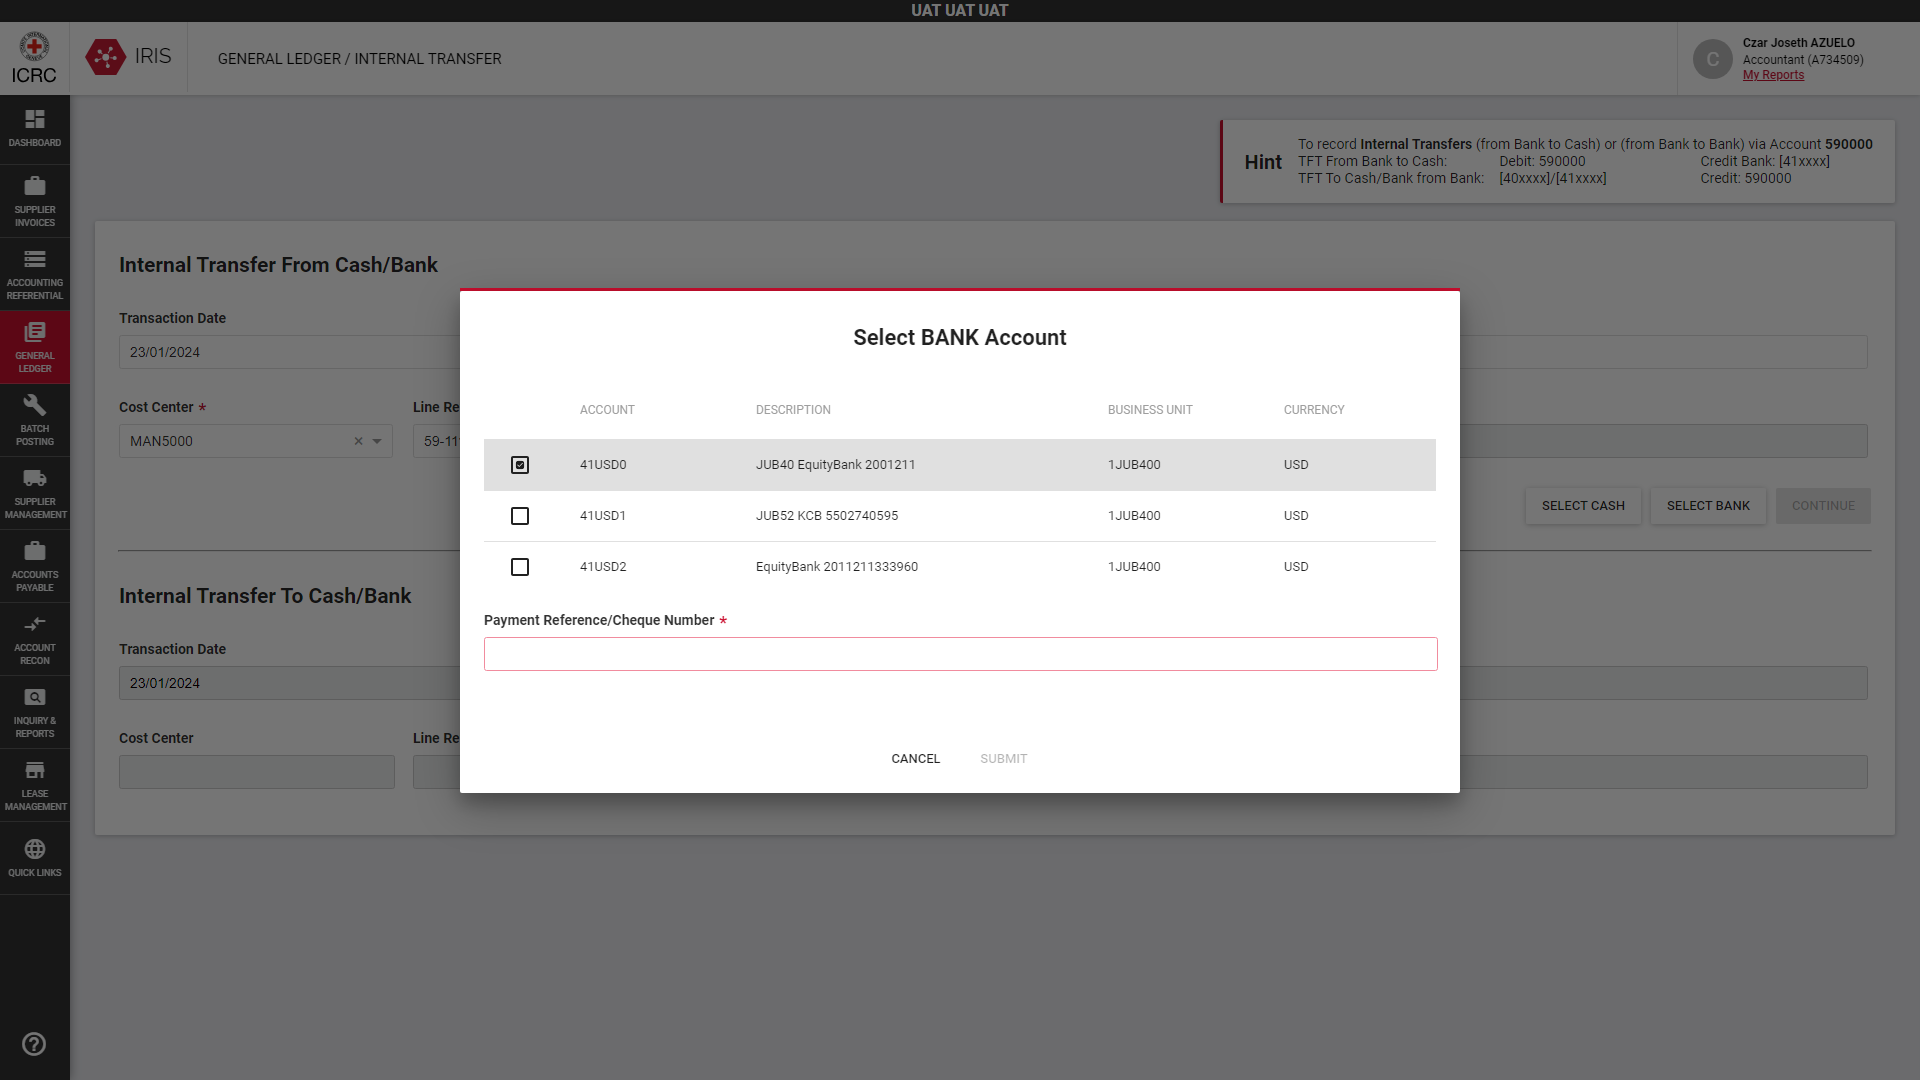 UAT UAT UAT
ICRC
IRIS
GENERAL LEDGER / INTERNAL TRANSFER
C
Czar Joseth AZUELO
Accountant (A734509)
My Reports
DASHBOARD
SUPPLIER
INVOICES
ACCOUNTING
REFERENTIAL
GENERAL
LEDGER
BATCH
POSTING
SUPPLIER
MANAGEMENT
ACCOUNTS
PAYABLE
ACCOUNT
RECON
INQUIRY &
REPORTS
LEASE
MANAGEMENT
QUICK LINKS
Hint
To record Internal Transfers (from Bank to Cash) or (from Bank to Bank) via Account 590000
TFT From Bank to Cash: Debit: 590000 Credit Bank: [41xxxx]
TFT To Cash/Bank from Bank: [40xxxx]/[41xxxx] Credit: 590000
Internal Transfer From Cash/Bank
Transaction Date
23/01/2024
Cost Center * Line Re
MAN5000 59-11
SELECT CASH SELECT BANK CONTINUE
Internal Transfer To Cash/Bank
Transaction Date
23/01/2024
Cost Center Line Re
Select BANK Account
ACCOUNT DESCRIPTION BUSINESS UNIT CURRENCY
41USD0 JUB40 EquityBank 2001211 1JUB400 USD
41USD1 JUB52 KCB 5502740595 1JUB400 USD
41USD2 EquityBank 2011211333960 1JUB400 USD
Payment Reference/Cheque Number *
CANCEL SUBMIT